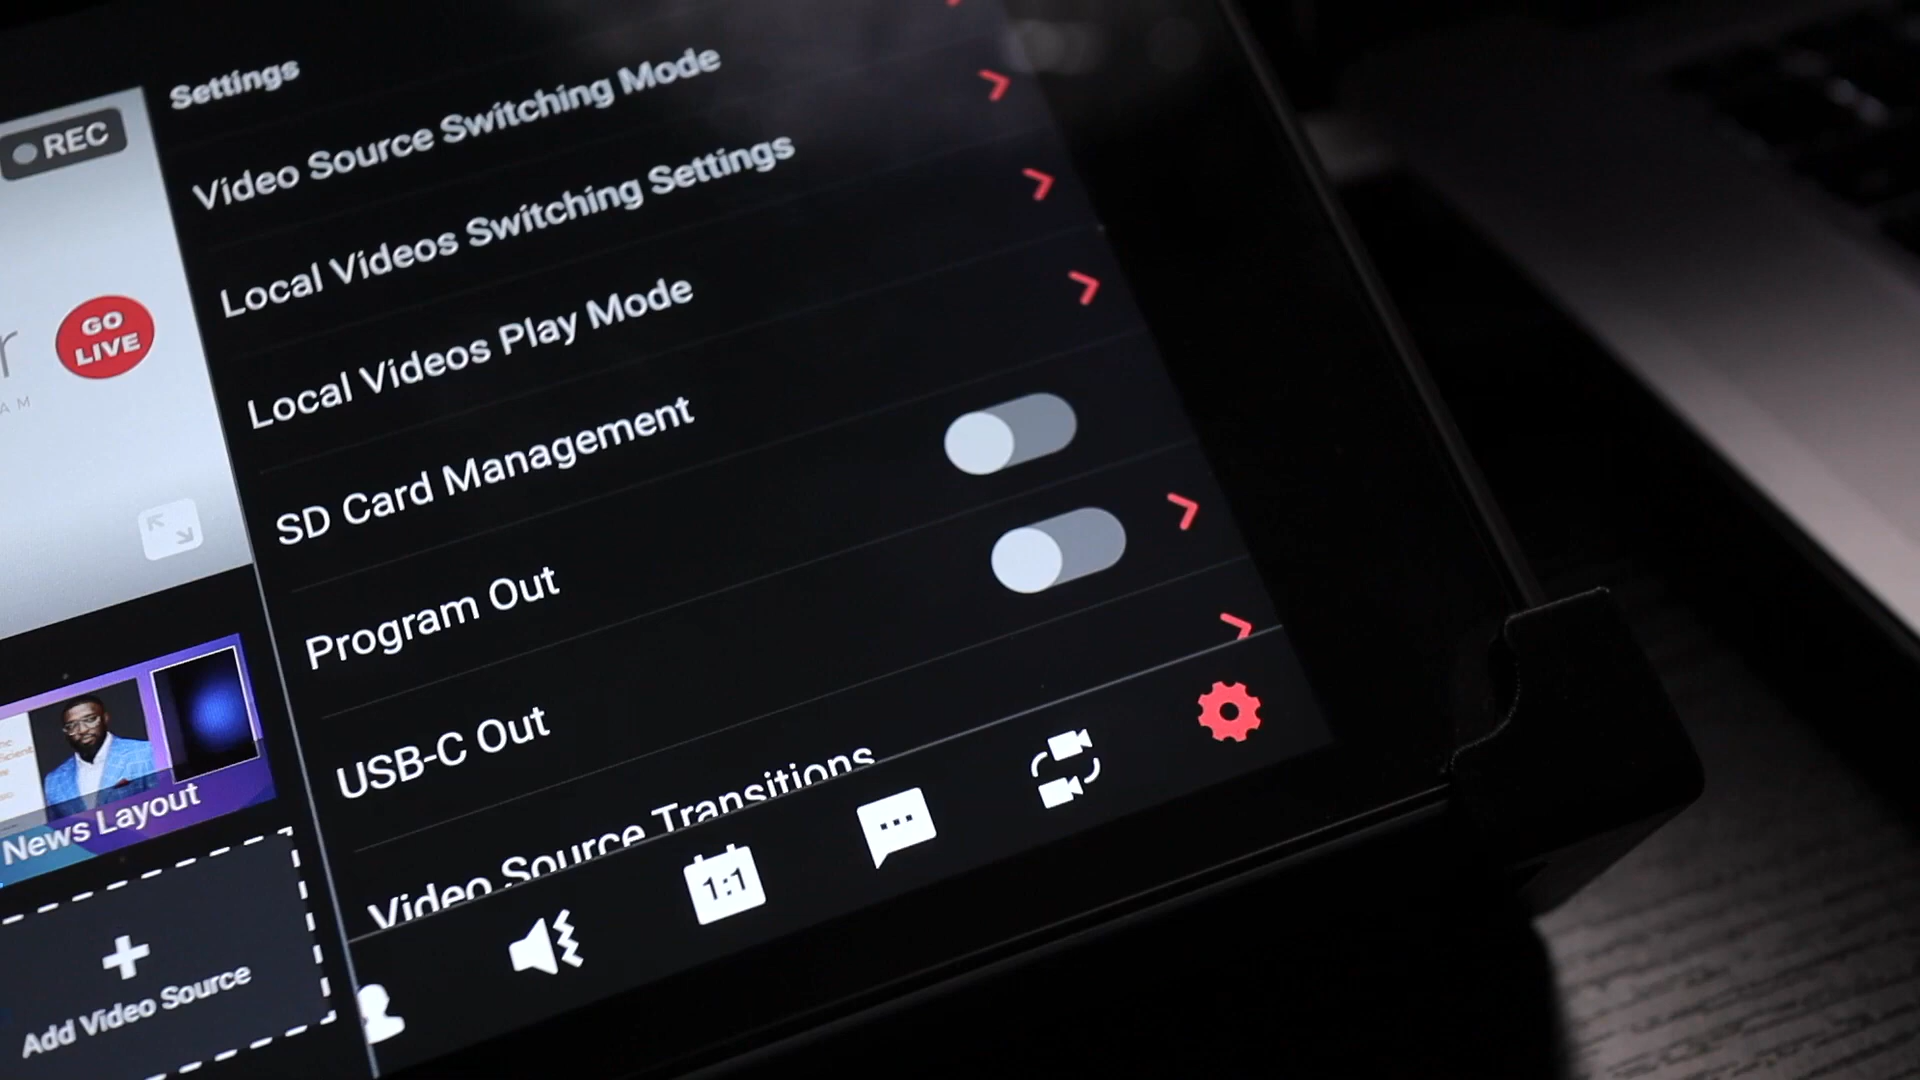 REC
GO
LIVE
News Layout
Add Video Source
Settings
Video Source Switching Mode
Local Videos Switching Settings
Local Videos Play Mode
SD Card Management
Program Out
USB-C Out
Video Source Transitions
1:1